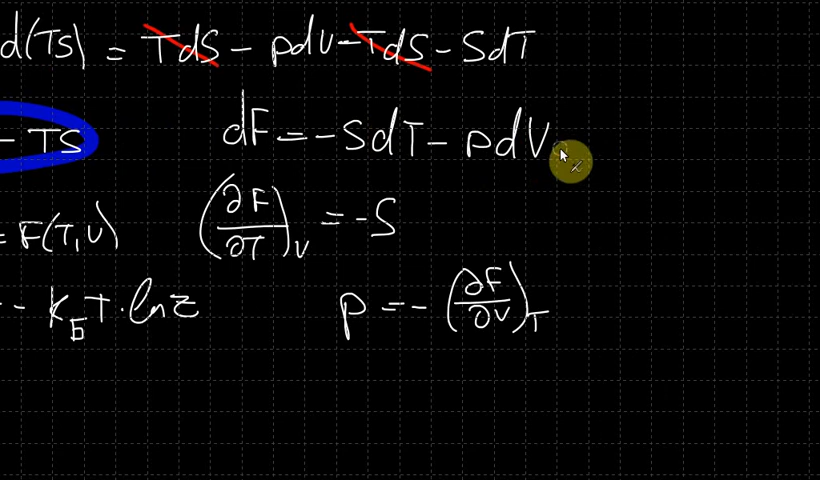 d(TS) = TdS - pdV - TdS - SdT
- TS dF = -SdT - pdV
= F(T,V) (∂F/∂T)_V = -S
- k_Б T · ln z p = -(∂F/∂V)_T